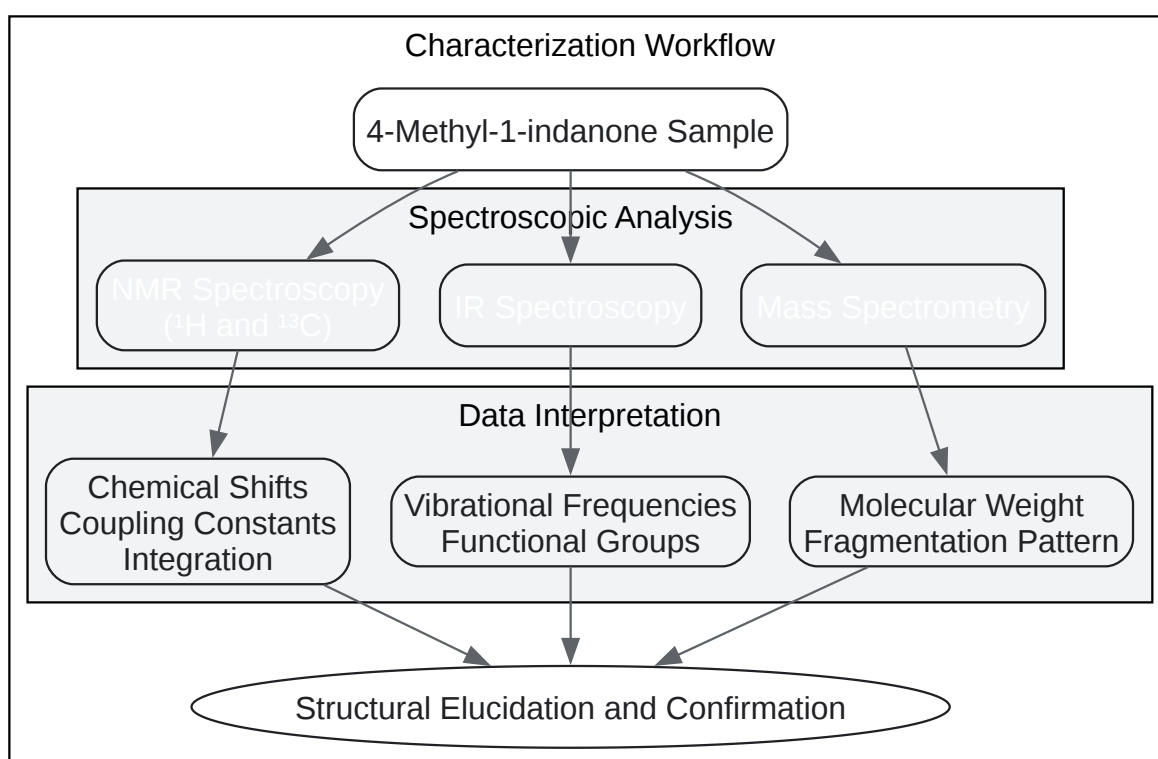 Characterization Workflow
4-Methyl-1-indanone Sample
Spectroscopic Analysis
NMR Spectroscopy
(¹H and ¹³C)
IR Spectroscopy
Mass Spectrometry
Data Interpretation
Chemical Shifts
Coupling Constants
Integration
Vibrational Frequencies
Functional Groups
Molecular Weight
Fragmentation Pattern
Structural Elucidation and Confirmation